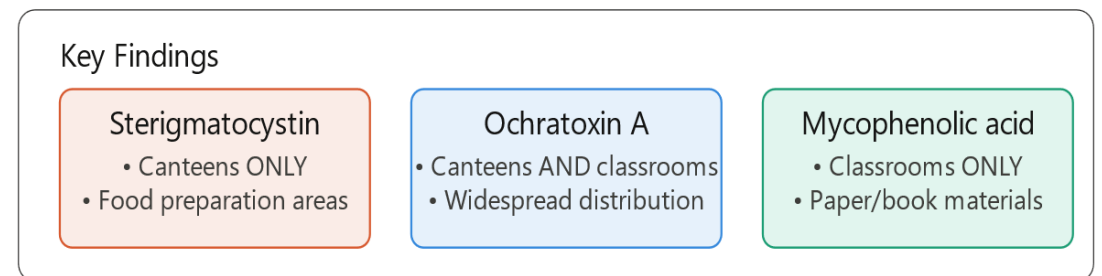 Key Findings
Sterigmatocystin
• Canteens ONLY
• Food preparation areas
Ochratoxin A
• Canteens AND classrooms
• Widespread distribution
Mycophenolic acid
• Classrooms ONLY
• Paper/book materials